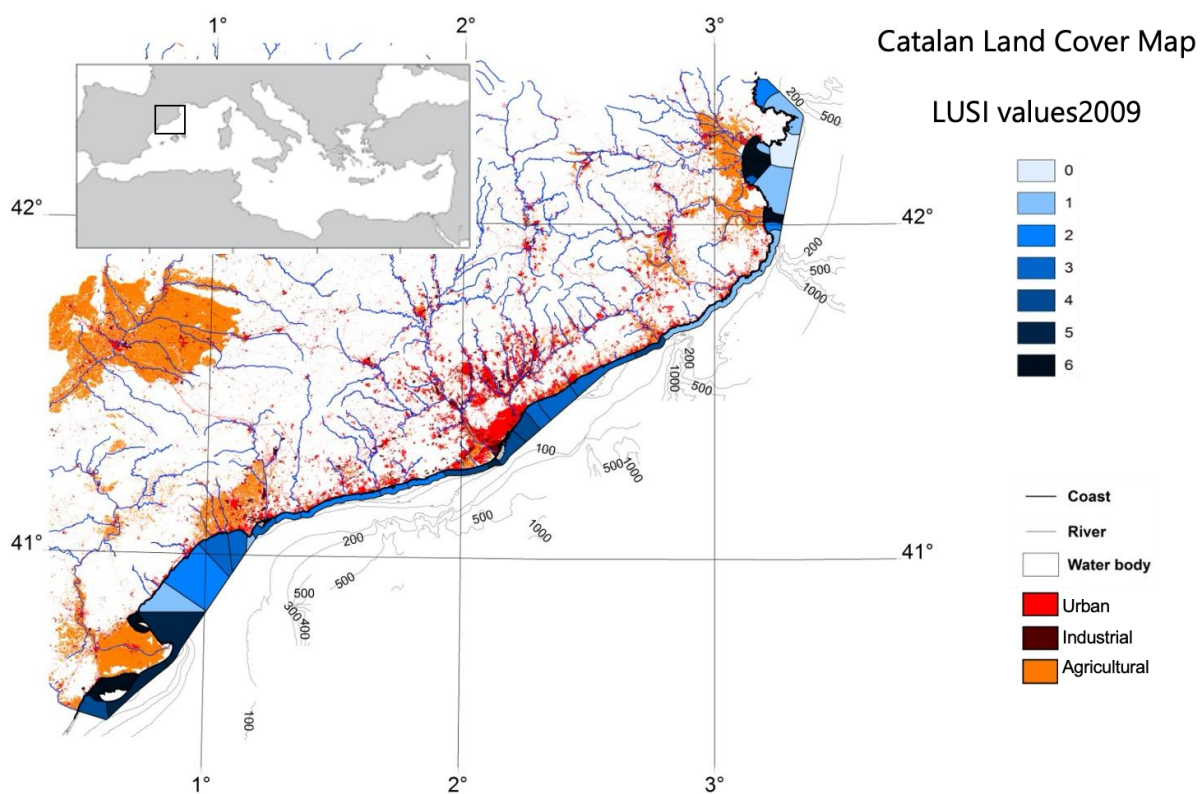 1° 2° 3°
Catalan Land Cover Map
LUSI values2009
200
500
0
1
42° 42°
2
200
3
500
1000
4
5
200
6
1000
500
100
500
1000
Coast
500
1000
River
41° 200 41°
Water body
500
500
300
400
Urban
Industrial
Agricultural
100
1° 2° 3°